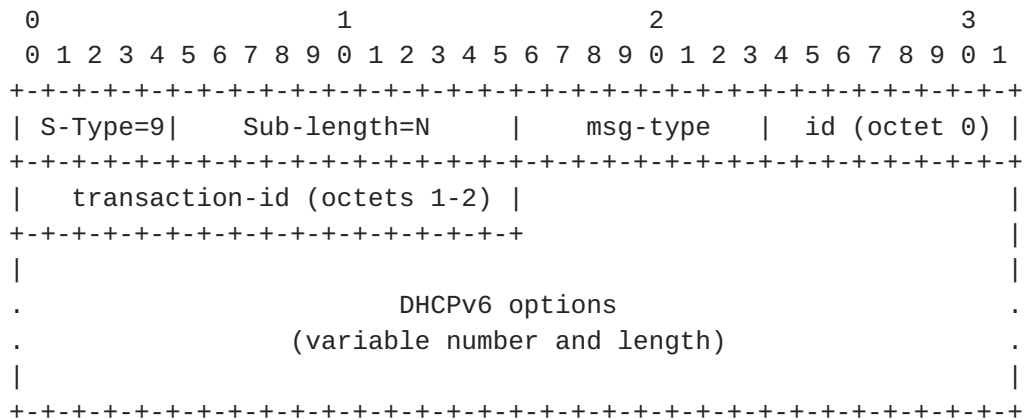 0                   1                   2                   3
 0 1 2 3 4 5 6 7 8 9 0 1 2 3 4 5 6 7 8 9 0 1 2 3 4 5 6 7 8 9 0 1
+-+-+-+-+-+-+-+-+-+-+-+-+-+-+-+-+-+-+-+-+-+-+-+-+-+-+-+-+-+-+-+-+
| S-Type=9|    Sub-length=N     |    msg-type   |  id (octet 0) |
+-+-+-+-+-+-+-+-+-+-+-+-+-+-+-+-+-+-+-+-+-+-+-+-+-+-+-+-+-+-+-+-+
|   transaction-id (octets 1-2) |                               |
+-+-+-+-+-+-+-+-+-+-+-+-+-+-+-+-+                               |
|                                                               |
.                        DHCPv6 options                         .
.                 (variable number and length)                  .
|                                                               |
+-+-+-+-+-+-+-+-+-+-+-+-+-+-+-+-+-+-+-+-+-+-+-+-+-+-+-+-+-+-+-+-+